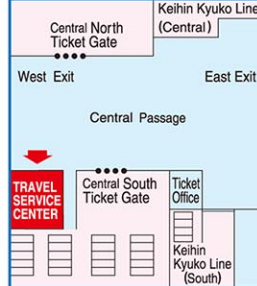 Keihin Kyuko Line
(Central)
Central North
Ticket Gate
West Exit
East Exit
Central Passage
TRAVEL
SERVICE
CENTER
Central South
Ticket Gate
Ticket
Office
Keihin
Kyuko Line
(South)